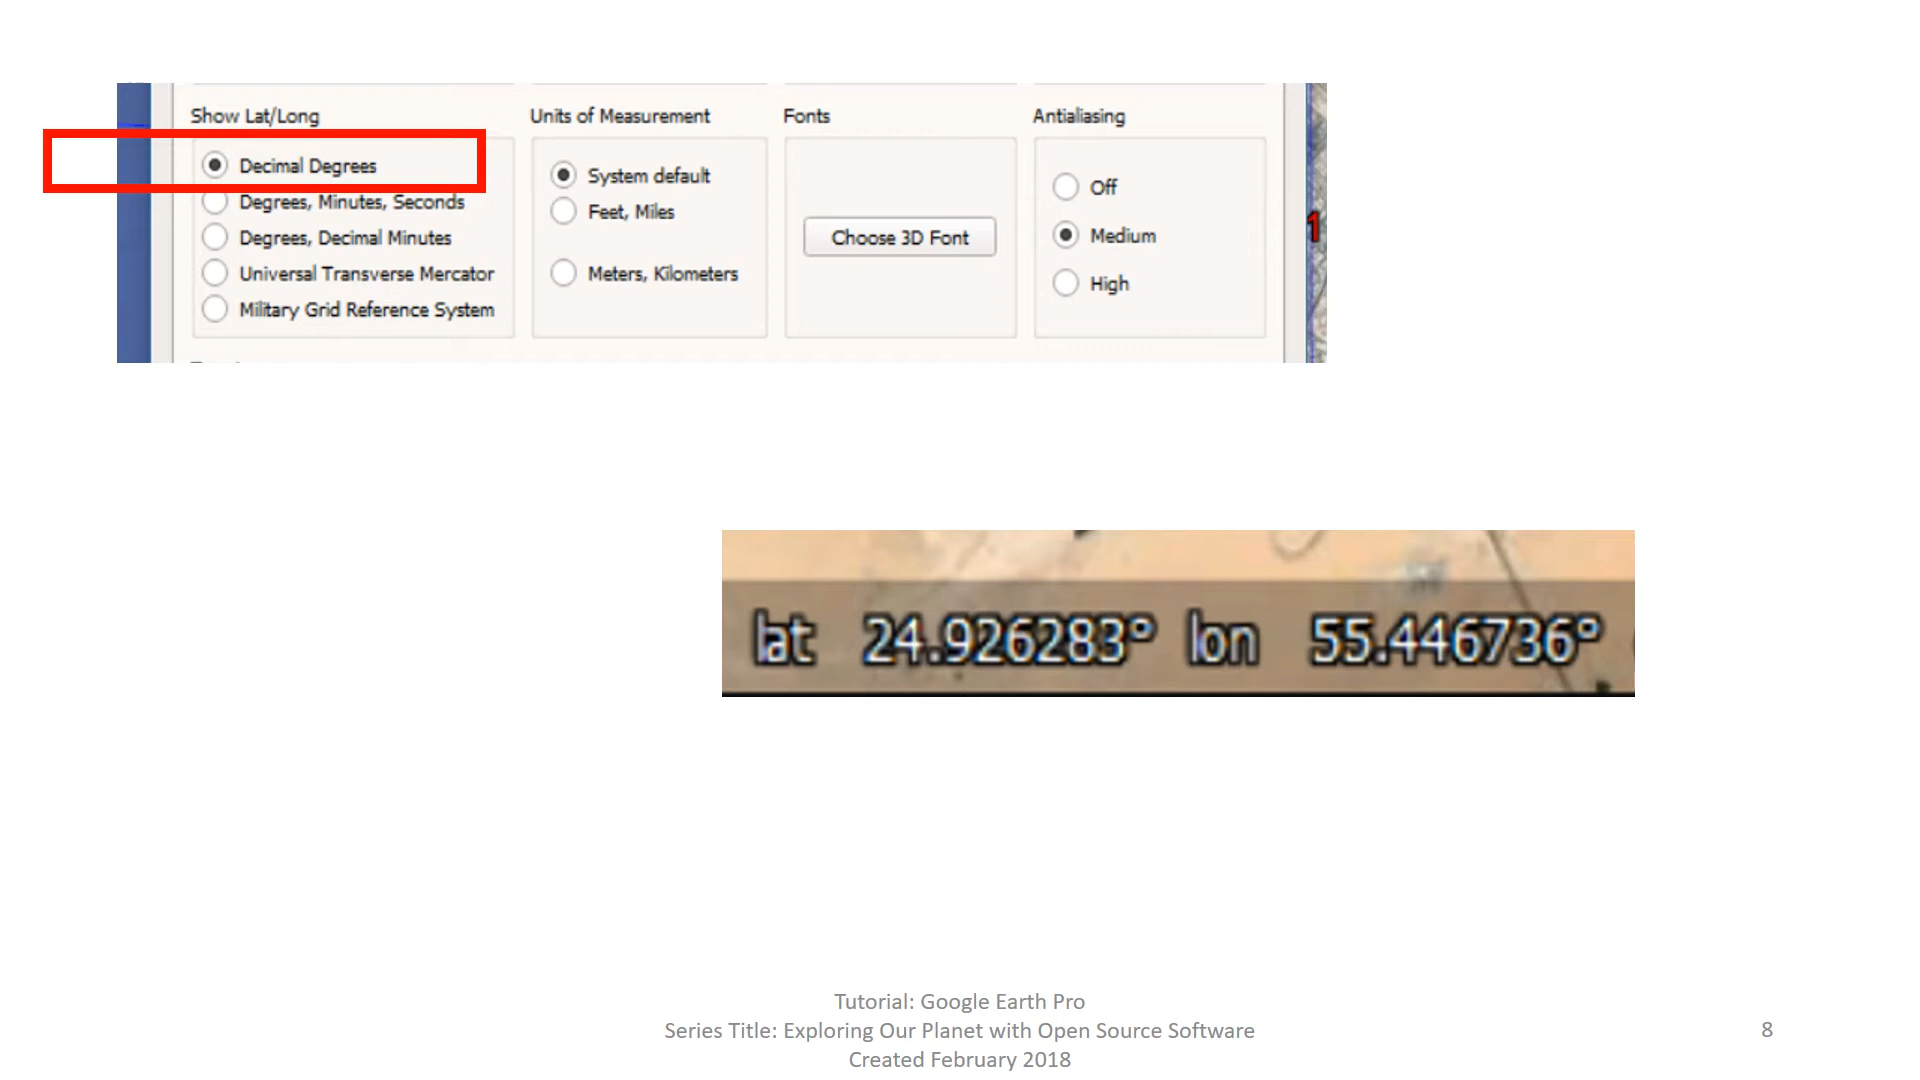 Show Lat/Long
Decimal Degrees
Degrees, Minutes, Seconds
Degrees, Decimal Minutes
Universal Transverse Mercator
Military Grid Reference System
Units of Measurement
System default
Feet, Miles
Meters, Kilometers
Fonts
Choose 3D Font
Antialiasing
Off
Medium
High
1
lat 24.926283° lon 55.446736°
Tutorial: Google Earth Pro
Series Title: Exploring Our Planet with Open Source Software
Created February 2018
8